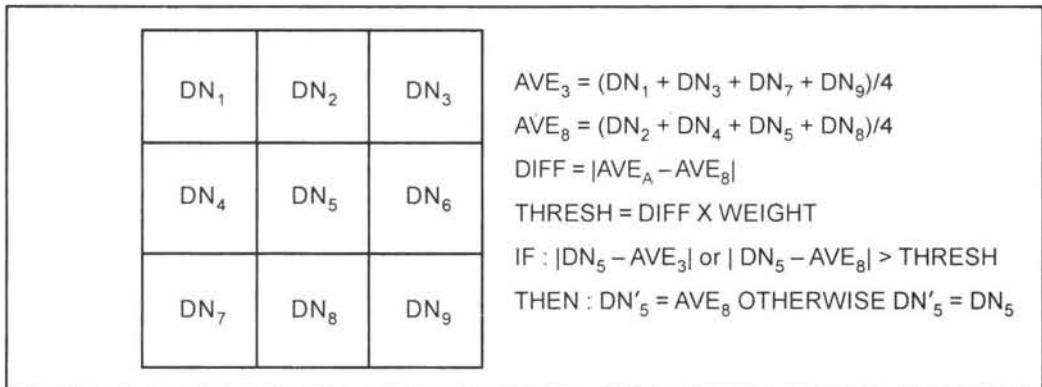 DN₁ DN₂ DN₃
DN₄ DN₅ DN₆
DN₇ DN₈ DN₉
AVE₃ = (DN₁ + DN₃ + DN₇ + DN₉)/4
AVE₈ = (DN₂ + DN₄ + DN₅ + DN₈)/4
DIFF = |AVE_A – AVE₈|
THRESH = DIFF X WEIGHT
IF : |DN₅ – AVE₃| or | DN₅ – AVE₈| > THRESH
THEN : DN′₅ = AVE₈ OTHERWISE DN′₅ = DN₅